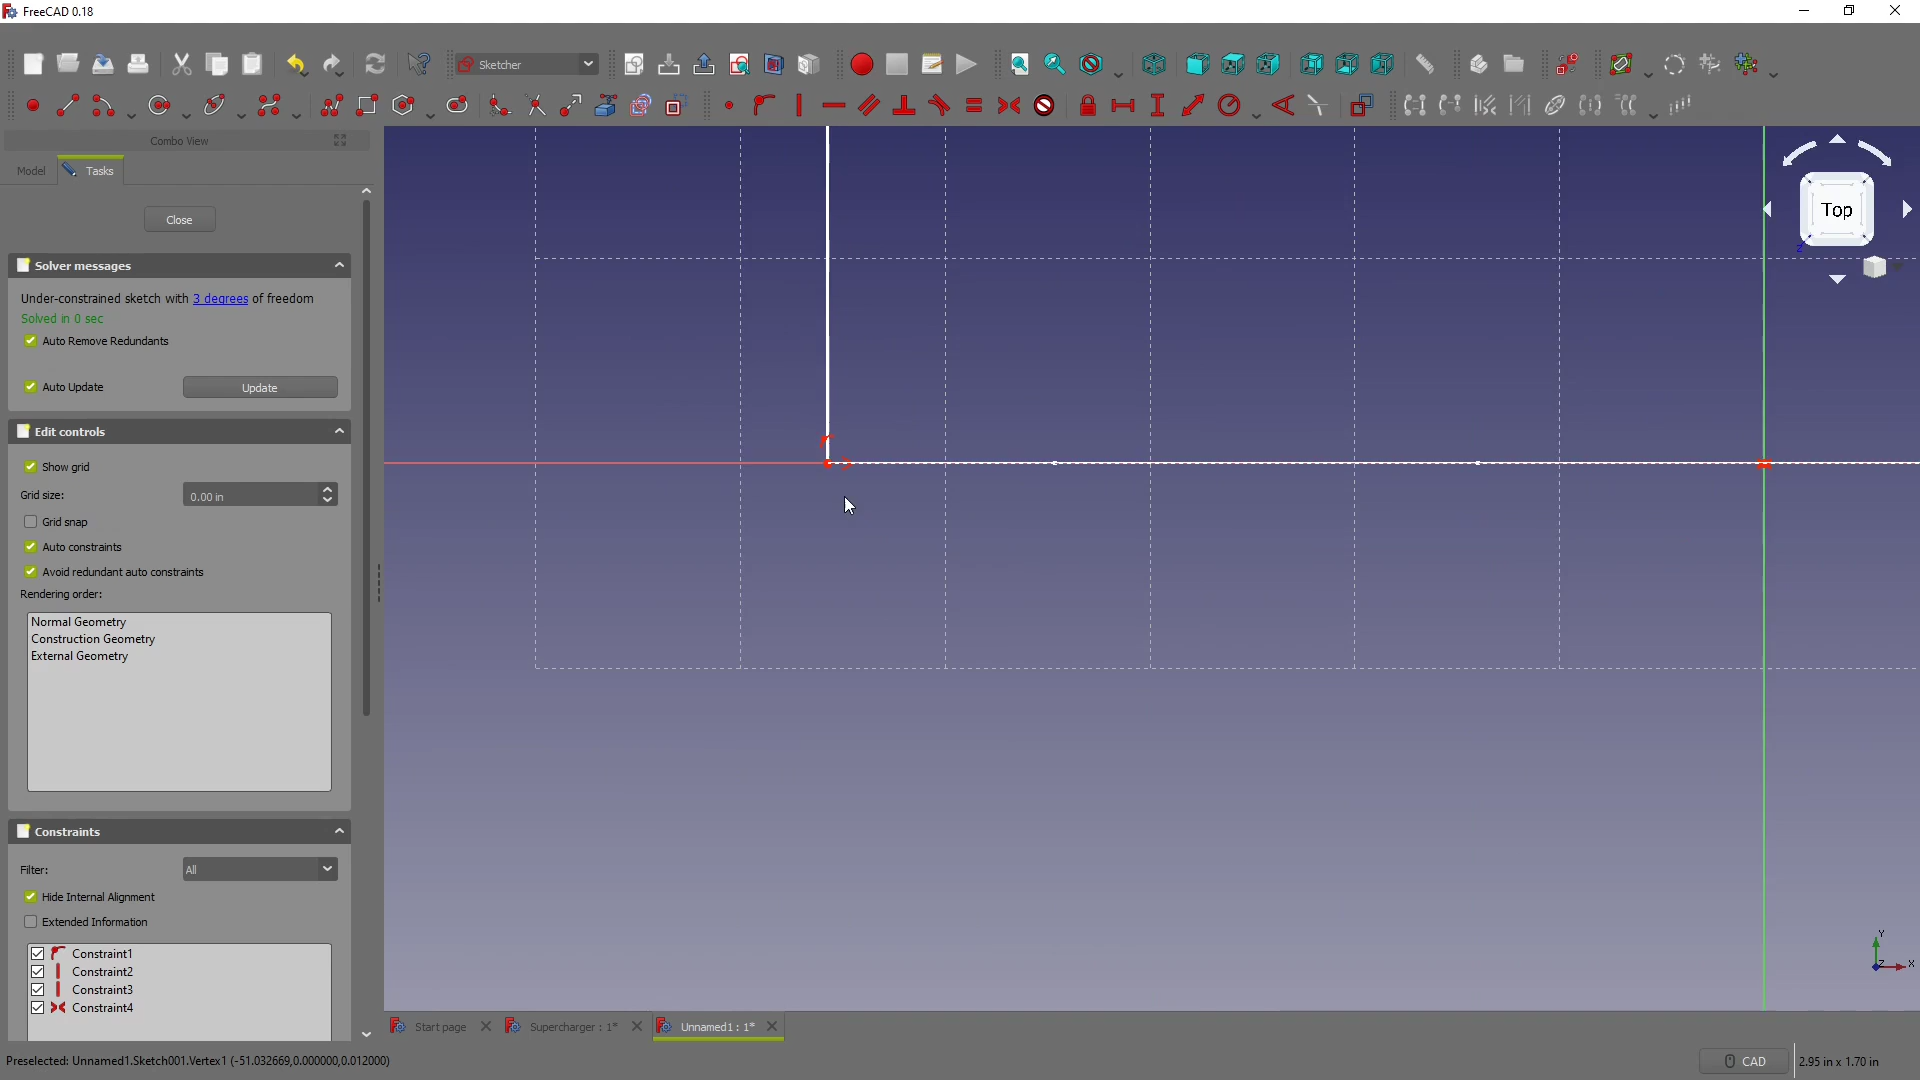 FreeCAD 0.18
Sketcher
Combo View
Model
Tasks
Close
Solver messages
Under-constrained sketch with 3 degrees of freedom
Solved in 0 sec
Auto Remove Redundants
Auto Update
Update
Edit controls
Show grid
Grid size:
0.00 in
Grid snap
Auto constraints
Avoid redundant auto constraints
Rendering order:
Normal Geometry
Construction Geometry
External Geometry
Constraints
Filter:
All
Hide Internal Alignment
Extended Information
Constraint1
Constraint2
Constraint3
Constraint4
Top
Z
Y
Z
X
Start page
Supercharger : 1*
Unnamed1 : 1*
Preselected: Unnamed1.Sketch001.Vertex1 (-51.032669,0.000000,0.012000)
CAD
2.95 in x 1.70 in